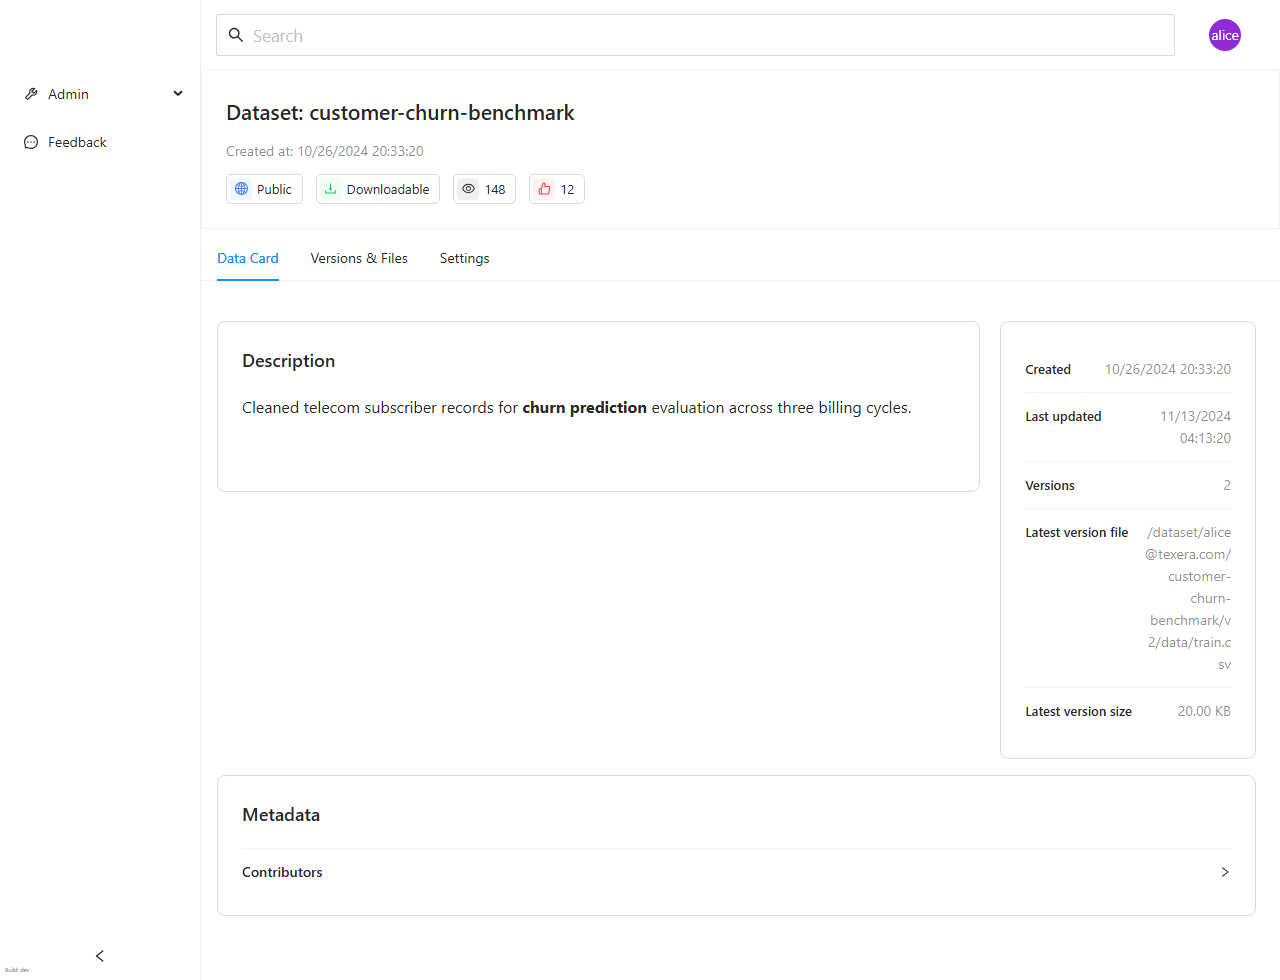 Search
alice
Admin
Feedback
Dataset: customer-churn-benchmark
Created at: 10/26/2024 20:33:20
Public
Downloadable
148
12
Data Card
Versions & Files
Settings
Description
Cleaned telecom subscriber records for churn prediction evaluation across three billing cycles.
Created
10/26/2024 20:33:20
Last updated
11/13/2024
04:13:20
Versions
2
Latest version file
/dataset/alice
@texera.com/
customer-
churn-
benchmark/v
2/data/train.c
sv
Latest version size
20.00 KB
Metadata
Contributors
Build: dev